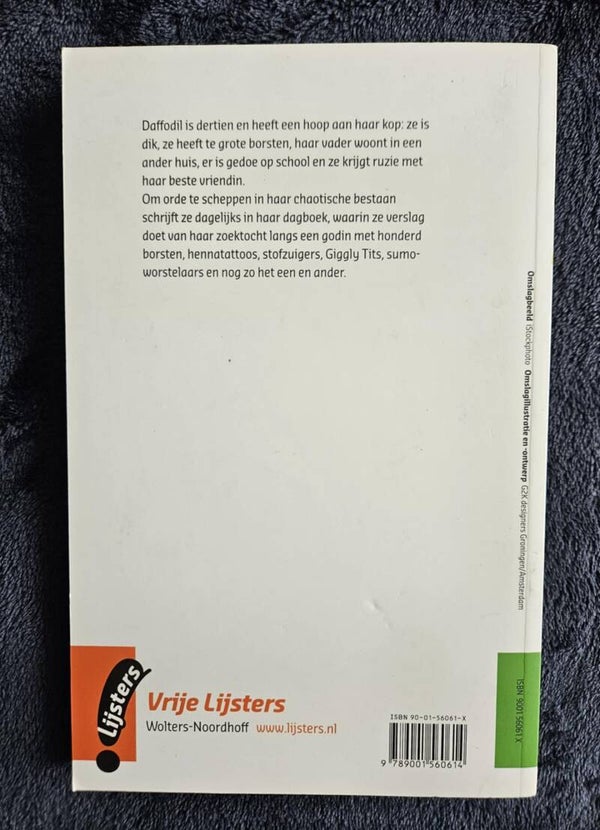 Daffodil is dertien en heeft een hoop aan haar kop: ze is
dik, ze heeft te grote borsten, haar vader woont in een
ander huis, er is gedoe op school en ze krijgt ruzie met
haar beste vriendin.
Om orde te scheppen in haar chaotische bestaan
schrijft ze dagelijks in haar dagboek, waarin ze verslag
doet van haar zoektocht langs een godin met honderd
borsten, hennatattoos, stofzuigers, Giggly Tits, sumo-
worstelaars en nog zo het een en ander.
Omslagbeeld iStockphoto Omslagillustratie en -ontwerp G2K designers Groningen/Amsterdam
Lijsters
Vrije Lijsters
Wolters-Noordhoff www.lijsters.nl
ISBN 90-01-56061-X
9 789001 560614
ISBN 9001 56061 X